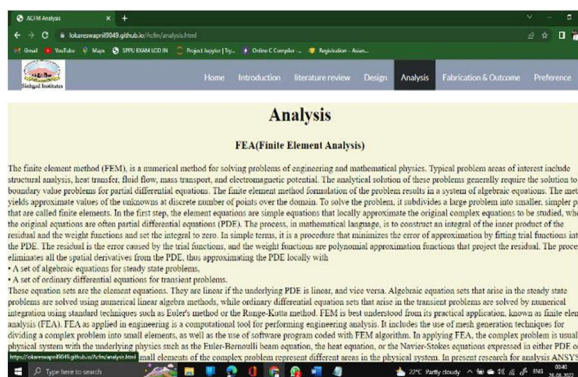 ACFM Analysis
lokareswapnil9049.github.io/Acfm/analysis.html
Gmail YouTube Maps SPPU EXAM LOD IN Project Jupyter | Try... Online C Compiler -... Registration - Asian...
Sinhgad Institutes
Home Introduction literature review Design Analysis Fabrication & Outcome Preference
Analysis
FEA(Finite Element Analysis)
The finite element method (FEM), is a numerical method for solving problems of engineering and mathematical physics. Typical problem areas of interest include
structural analysis, heat transfer, fluid flow, mass transport, and electromagnetic potential. The analytical solution of these problems generally require the solution to
boundary value problems for partial differential equations. The finite element method formulation of the problem results in a system of algebraic equations. The met
yields approximate values of the unknowns at discrete number of points over the domain. To solve the problem, it subdivides a large problem into smaller, simpler p
that are called finite elements. In the first step, the element equations are simple equations that locally approximate the original complex equations to be studied, whe
the original equations are often partial differential equations (PDE). The process, in mathematical language, is to construct an integral of the inner product of the
residual and the weight functions and set the integral to zero. In simple terms, it is a procedure that minimizes the error of approximation by fitting trial functions int
the PDE. The residual is the error caused by the trial functions, and the weight functions are polynomial approximation functions that project the residual. The proce
eliminates all the spatial derivatives from the PDE, thus approximating the PDE locally with
• A set of algebraic equations for steady state problems,
• A set of ordinary differential equations for transient problems.
These equation sets are the element equations. They are linear if the underlying PDE is linear, and vice versa. Algebraic equation sets that arise in the steady state
problems are solved using numerical linear algebra methods, while ordinary differential equation sets that arise in the transient problems are solved by numerical
integration using standard techniques such as Euler's method or the Runge-Kutta method. FEM is best understood from its practical application, known as finite elem
analysis (FEA). FEA as applied in engineering is a computational tool for performing engineering analysis. It includes the use of mesh generation techniques for
dividing a complex problem into small elements, as well as the use of software program coded with FEM algorithm. In applying FEA, the complex problem is usuall
physical system with the underlying physics such as the Euler-Bernoulli beam equation, the heat equation, or the Navier-Stokes equations expressed in either PDE o
https://lokareswapnil9049.github.io/Acfm/analysis.html mall elements of the complex problem represent different areas in the physical system. In present research for analysis ANSYS
Type here to search
22°C Partly cloudy ENG 00:40